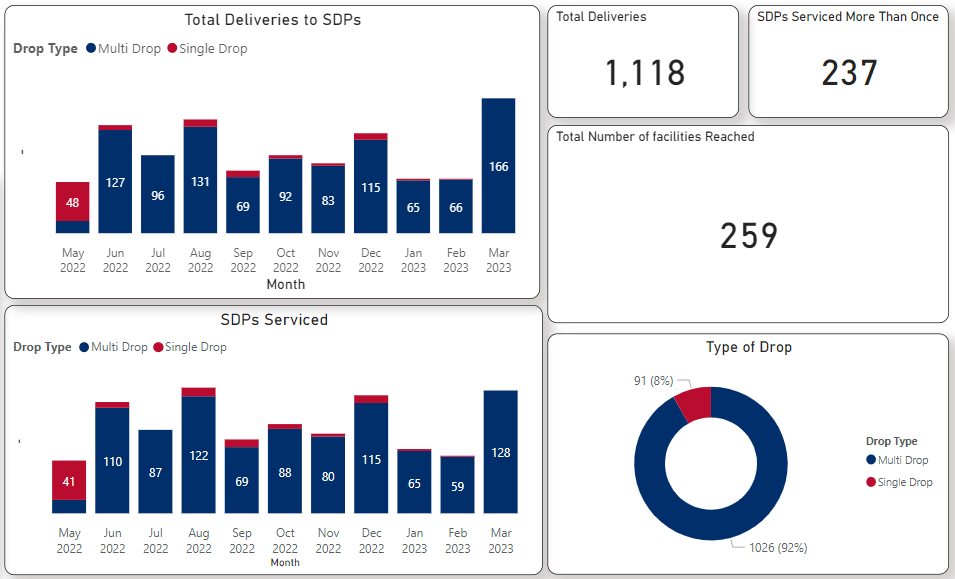 Total Deliveries to SDPs
Drop Type Multi Drop Single Drop
48 127 96 131 69 92 83 115 65 66 166
May Jun Jul Aug Sep Oct Nov Dec Jan Feb Mar
2022 2022 2022 2022 2022 2022 2022 2022 2023 2023 2023
Month
Total Deliveries
1,118
SDPs Serviced More Than Once
237
Total Number of facilities Reached
259
SDPs Serviced
Drop Type Multi Drop Single Drop
41 110 87 122 69 88 80 115 65 59 128
May Jun Jul Aug Sep Oct Nov Dec Jan Feb Mar
2022 2022 2022 2022 2022 2022 2022 2022 2023 2023 2023
Month
Type of Drop
91 (8%)
1026 (92%)
Drop Type
Multi Drop
Single Drop